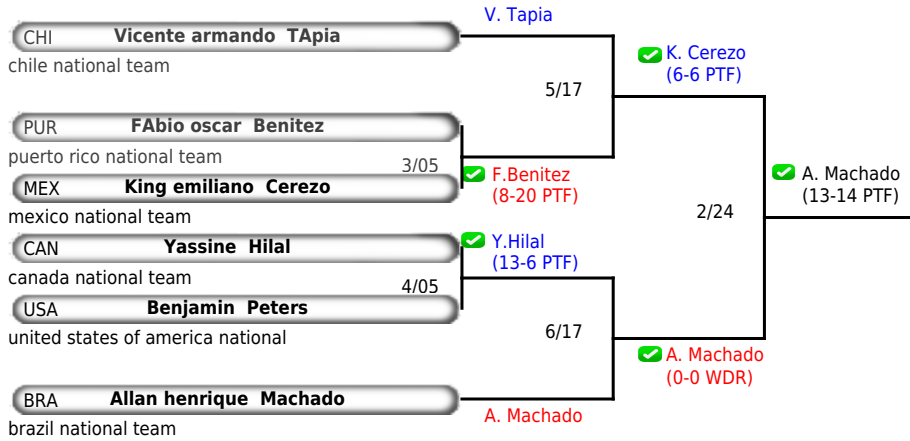 V. Tapia
CHI Vicente armando TApia
chile national team
K. Cerezo
(6-6 PTF)
5/17
PUR FAbio oscar Benitez
puerto rico national team
3/05
F.Benitez
(8-20 PTF)
MEX King emiliano Cerezo
mexico national team
A. Machado
(13-14 PTF)
2/24
CAN Yassine Hilal
Y.Hilal
(13-6 PTF)
canada national team
4/05
USA Benjamin Peters
united states of america national
6/17
A. Machado
(0-0 WDR)
BRA Allan henrique Machado
A. Machado
brazil national team